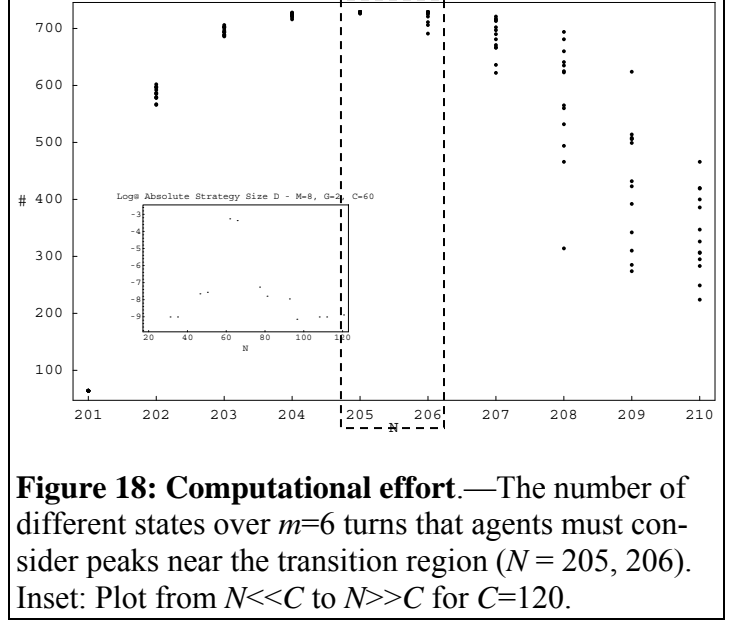 700
600
500
# 400
300
200
100
Log@ Absolute Strategy Size D - M=8, G=2, C=60
-3
-4
-5
-6
-7
-8
-9
20 40 60 80 100 120
N
201 202 203 204 205 206 207 208 209 210
N
Figure 18: Computational effort.—The number of
different states over m=6 turns that agents must con-
sider peaks near the transition region (N = 205, 206).
Inset: Plot from N<<C to N>>C for C=120.